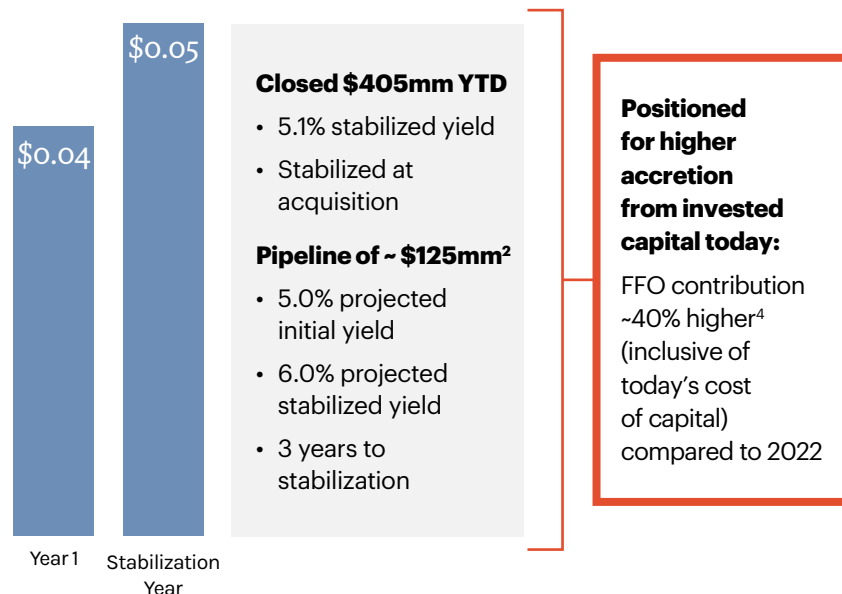 $0.04
$0.05
Year 1
Stabilization
Year
Closed $405mm YTD
• 5.1% stabilized yield
• Stabilized at
acquisition
Pipeline of ~ $125mm²
• 5.0% projected
initial yield
• 6.0% projected
stabilized yield
• 3 years to
stabilization
Positioned
for higher
accretion
from invested
capital today:
FFO contribution
~40% higher⁴
(inclusive of
today’s cost
of capital)
compared to 2022